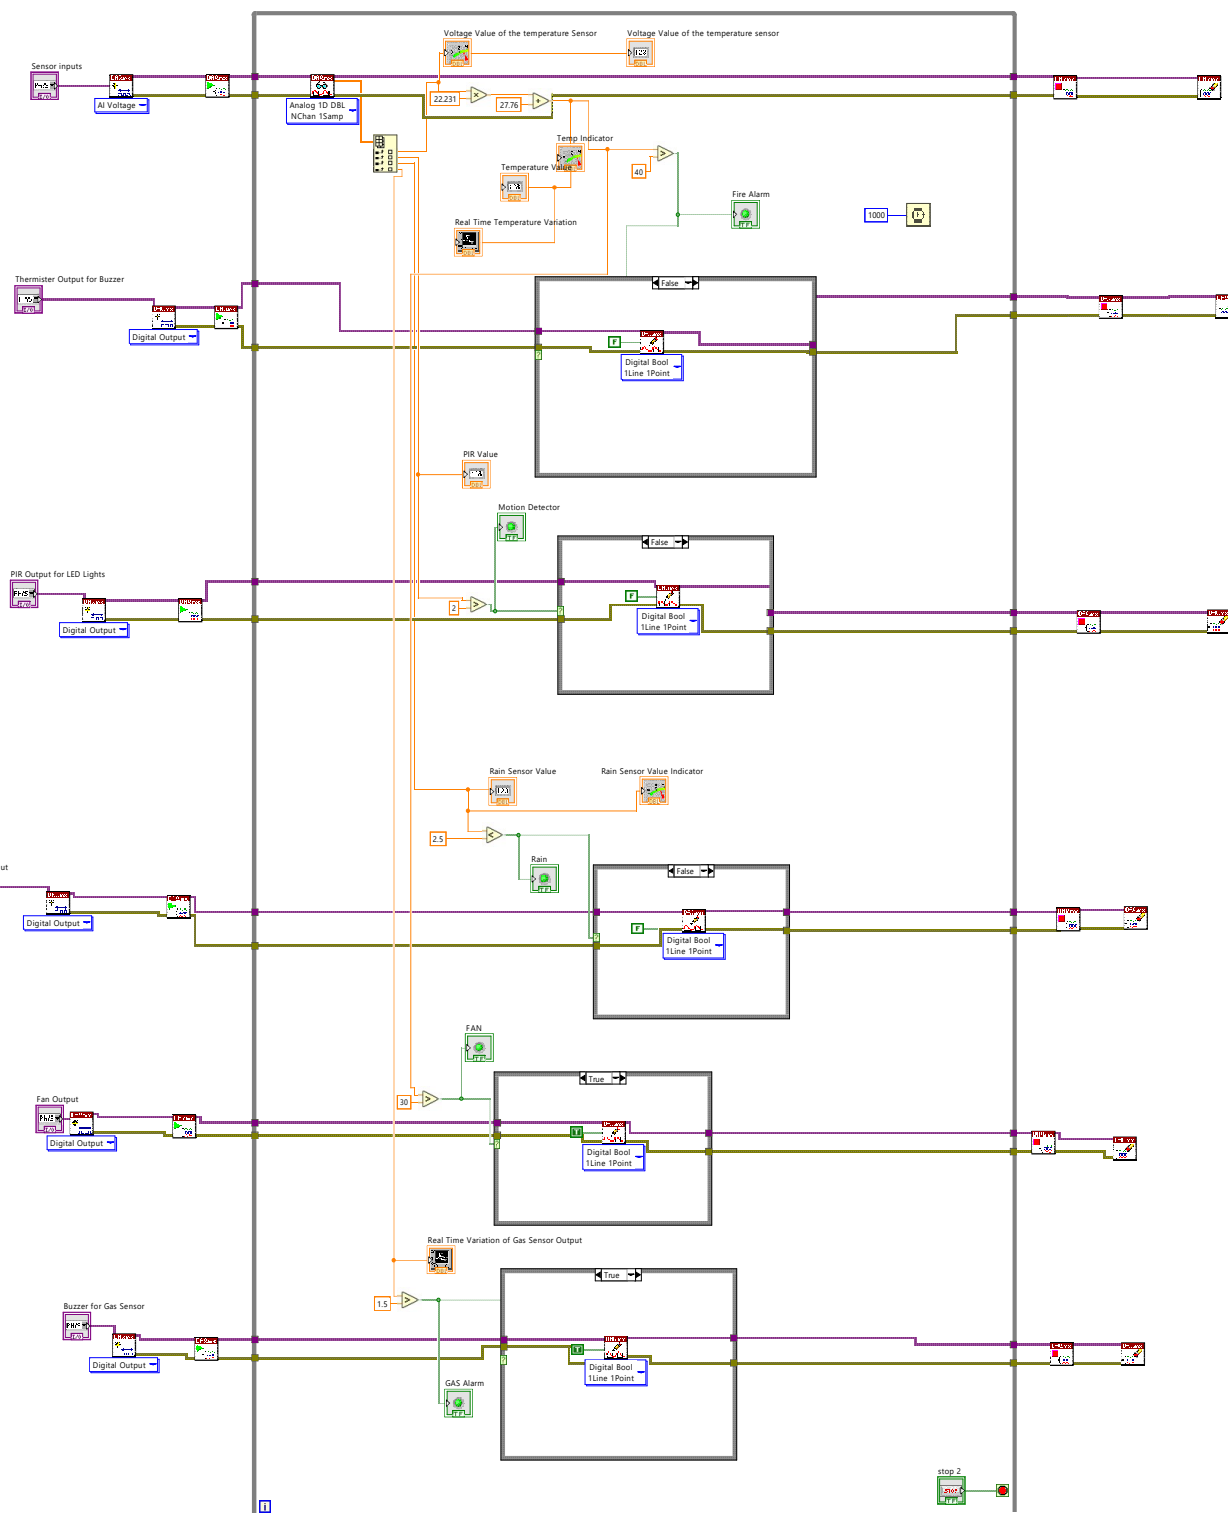 Voltage Value of the temperature Sensor
Voltage Value of the temperature sensor
Sensor inputs
AI Voltage
Analog 1D DBL
NChan 1Samp
22.231
27.76
Temp Indicator
Temperature Value
40
Fire Alarm
1000
Real Time Temperature Variation
Thermister Output for Buzzer
False
Digital Output
F
Digital Bool
1Line 1Point
PIR Value
Motion Detector
False
PIR Output for LED Lights
2
F
Digital Output
Digital Bool
1Line 1Point
Rain Sensor Value
Rain Sensor Value Indicator
2.5
Rain
ut
False
Digital Output
F
Digital Bool
1Line 1Point
FAN
True
Fan Output
30
T
Digital Output
Digital Bool
1Line 1Point
Real Time Variation of Gas Sensor Output
True
1.5
Buzzer for Gas Sensor
T
Digital Output
Digital Bool
1Line 1Point
GAS Alarm
stop 2
STOP
i